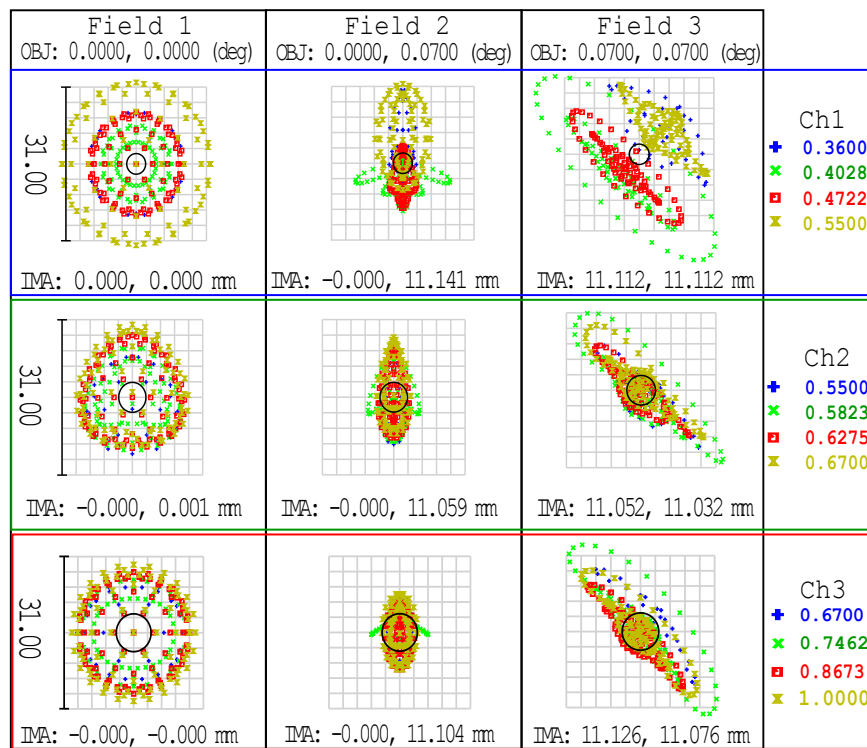 Field 1 Field 2 Field 3
OBJ: 0.0000, 0.0000 (deg) OBJ: 0.0000, 0.0700 (deg) OBJ: 0.0700, 0.0700 (deg)
31.00
Ch1
0.3600
0.4028
0.4722
0.5500
IMA: 0.000, 0.000 mm IMA: -0.000, 11.141 mm IMA: 11.112, 11.112 mm
31.00
Ch2
0.5500
0.5823
0.6275
0.6700
IMA: -0.000, 0.001 mm IMA: -0.000, 11.059 mm IMA: 11.052, 11.032 mm
31.00
Ch3
0.6700
0.7462
0.8673
1.0000
IMA: -0.000, -0.000 mm IMA: -0.000, 11.104 mm IMA: 11.126, 11.076 mm